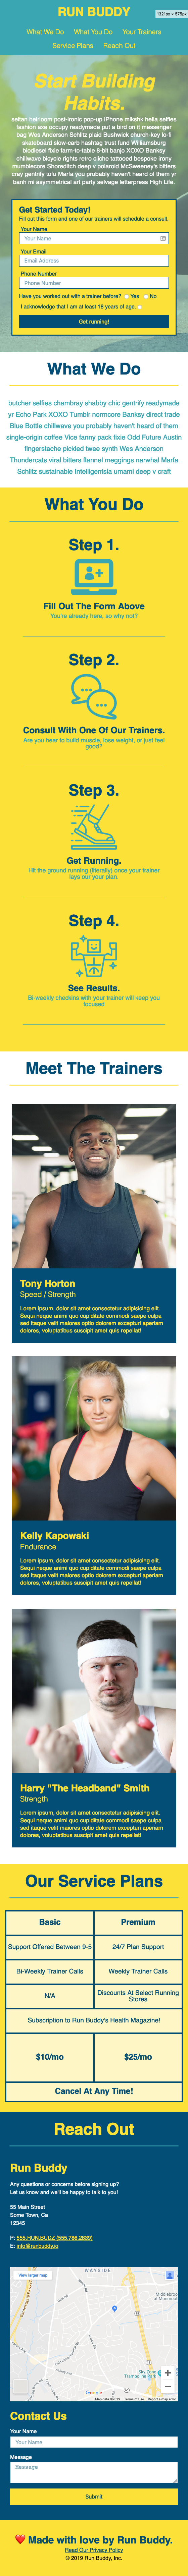 RUN BUDDY
1321px × 575px
What We Do What You Do Your Trainers
Service Plans Reach Out
Start Building
Habits.
seitan heirloom post-ironic pop-up iPhone mlkshk hella selfies
fashion axe occupy readymade put a bird on it messenger
bag Wes Anderson Schlitz plaid Bushwick church-key lo-fi
skateboard slow-carb hashtag trust fund Williamsburg
biodiesel fixie farm-to-table 8-bit banjo XOXO Banksy
chillwave bicycle rights retro cliche tattooed bespoke irony
mumblecore Shoreditch deep v polaroid McSweeney's bitters
cray gentrify tofu Marfa you probably haven't heard of them yr
banh mi asymmetrical art party selvage letterpress High Life.
Get Started Today!
Fill out this form and one of our trainers will schedule a consult.
Your Name
Your Name
Your Email
Email Address
Phone Number
Phone Number
Have you worked out with a trainer before? Yes No
I acknowledge that I am at least 18 years of age.
Get running!
What We Do
butcher selfies chambray shabby chic gentrify readymade
yr Echo Park XOXO Tumblr normcore Banksy direct trade
Blue Bottle chillwave you probably haven't heard of them
single-origin coffee Vice fanny pack fixie Odd Future Austin
fingerstache pickled twee synth Wes Anderson
Thundercats viral bitters flannel meggings narwhal Marfa
Schlitz sustainable Intelligentsia umami deep v craft
What You Do
Step 1.
Fill Out The Form Above
You're already here, so why not?
Step 2.
Consult With One Of Our Trainers.
Are you hear to build muscle, lose weight, or just feel
good?
Step 3.
Get Running.
Hit the ground running (literally) once your trainer
lays our your plan.
Step 4.
See Results.
Bi-weekly checkins with your trainer will keep you
focused
Meet The Trainers
Tony Horton
Speed / Strength
Lorem ipsum, dolor sit amet consectetur adipisicing elit.
Sequi neque animi quo cupiditate commodi saepe culpa
sed itaque velit maiores optio dolorem excepturi aperiam
dolores, voluptatibus suscipit amet quis repellat!
Kelly Kapowski
Endurance
Lorem ipsum, dolor sit amet consectetur adipisicing elit.
Sequi neque animi quo cupiditate commodi saepe culpa
sed itaque velit maiores optio dolorem excepturi aperiam
dolores, voluptatibus suscipit amet quis repellat!
Harry "The Headband" Smith
Strength
Lorem ipsum, dolor sit amet consectetur adipisicing elit.
Sequi neque animi quo cupiditate commodi saepe culpa
sed itaque velit maiores optio dolorem excepturi aperiam
dolores, voluptatibus suscipit amet quis repellat!
Our Service Plans
Basic Premium
Support Offered Between 9-5 24/7 Plan Support
Bi-Weekly Trainer Calls Weekly Trainer Calls
N/A Discounts At Select Running
Stores
Subscription to Run Buddy's Health Magazine!
$10/mo $25/mo
Cancel At Any Time!
Reach Out
Run Buddy
Any questions or concerns before signing up?
Let us know and we'll be happy to talk to you!
55 Main Street
Some Town, Ca
12345
P: 555.RUN.BUDZ (555.786.2839)
E: info@runbuddy.io
WAYSIDE
View larger map
Middleboro
at Monmout
Sky Zone
Trampoline Park
Google
Map data ©2019 Terms of Use Report a map error
Contact Us
Your Name
Your Name
Message
Message
Submit
❤️ Made with love by Run Buddy.
Read Our Privacy Policy
© 2019 Run Buddy, Inc.